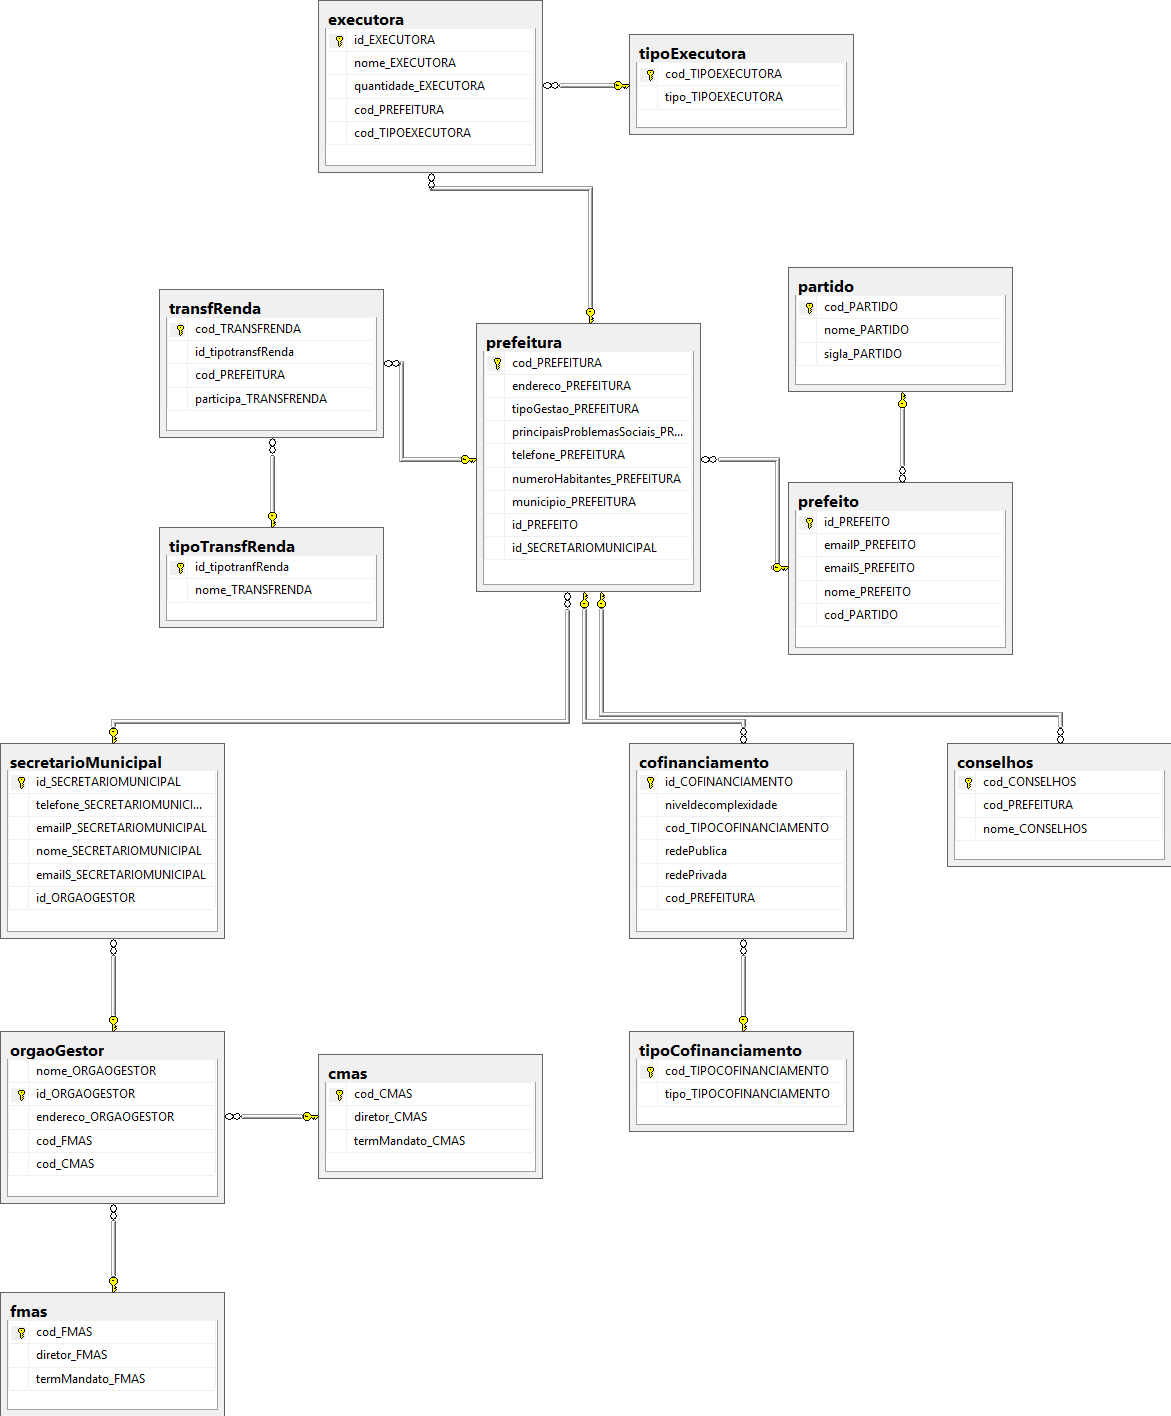 executora
id_EXECUTORA
nome_EXECUTORA
quantidade_EXECUTORA
cod_PREFEITURA
cod_TIPOEXECUTORA
tipoExecutora
cod_TIPOEXECUTORA
tipo_TIPOEXECUTORA
transfRenda
cod_TRANSFRENDA
id_tipotransfRenda
cod_PREFEITURA
participa_TRANSFRENDA
prefeitura
cod_PREFEITURA
endereco_PREFEITURA
tipoGestao_PREFEITURA
principaisProblemasSociais_PR...
telefone_PREFEITURA
numeroHabitantes_PREFEITURA
municipio_PREFEITURA
id_PREFEITO
id_SECRETARIOMUNICIPAL
partido
cod_PARTIDO
nome_PARTIDO
sigla_PARTIDO
tipoTransfRenda
id_tipotranfRenda
nome_TRANSFRENDA
prefeito
id_PREFEITO
emailP_PREFEITO
emailS_PREFEITO
nome_PREFEITO
cod_PARTIDO
secretarioMunicipal
id_SECRETARIOMUNICIPAL
telefone_SECRETARIOMUNICI...
emailP_SECRETARIOMUNICIPAL
nome_SECRETARIOMUNICIPAL
emailS_SECRETARIOMUNICIPAL
id_ORGAOGESTOR
cofinanciamento
id_COFINANCIAMENTO
niveldecomplexidade
cod_TIPOCOFINANCIAMENTO
redePublica
redePrivada
cod_PREFEITURA
conselhos
cod_CONSELHOS
cod_PREFEITURA
nome_CONSELHOS
orgaoGestor
nome_ORGAOGESTOR
id_ORGAOGESTOR
endereco_ORGAOGESTOR
cod_FMAS
cod_CMAS
cmas
cod_CMAS
diretor_CMAS
termMandato_CMAS
tipoCofinanciamento
cod_TIPOCOFINANCIAMENTO
tipo_TIPOCOFINANCIAMENTO
fmas
cod_FMAS
diretor_FMAS
termMandato_FMAS